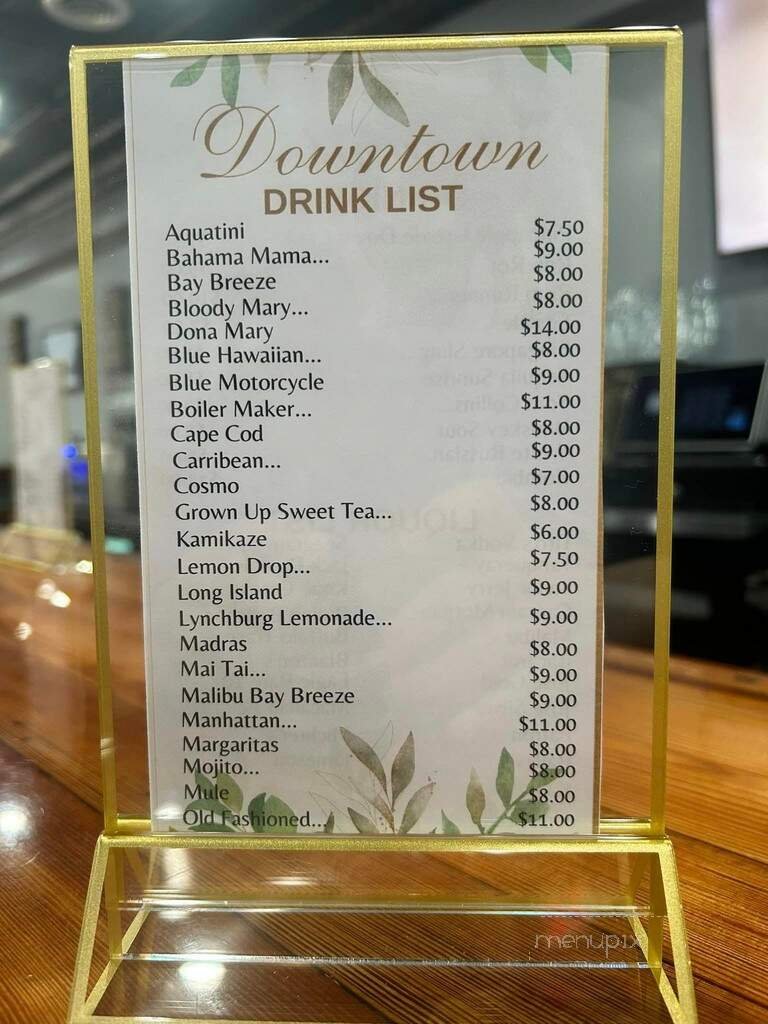 Downtown
DRINK LIST
Aquatini $7.50
Bahama Mama... $9.00
Bay Breeze $8.00
Bloody Mary... $8.00
Dona Mary $14.00
Blue Hawaiian... $8.00
Blue Motorcycle $9.00
Boiler Maker... $11.00
Cape Cod $8.00
Carribean... $9.00
Cosmo $7.00
Grown Up Sweet Tea... $8.00
Kamikaze $6.00
Lemon Drop... $7.50
Long Island $9.00
Lynchburg Lemonade... $9.00
Madras $8.00
Mai Tai... $9.00
Malibu Bay Breeze $9.00
Manhattan... $11.00
Margaritas $8.00
Mojito... $8.00
Mule $8.00
Old Fashioned... $11.00
menupix